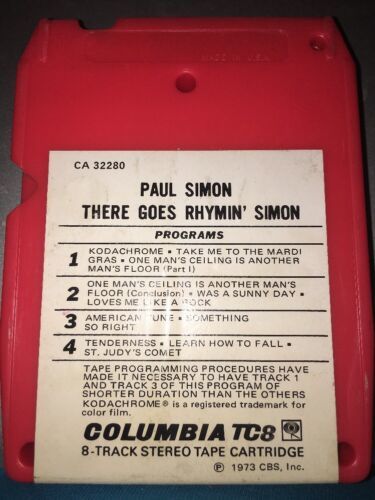 MADE IN U.S.A.
CA 32280
PAUL SIMON
THERE GOES RHYMIN' SIMON
PROGRAMS
1 KODACHROME ▪ TAKE ME TO THE MARDI
GRAS ▪ ONE MAN'S CEILING IS ANOTHER
MAN'S FLOOR (Part I)
2 ONE MAN'S CEILING IS ANOTHER MAN'S
FLOOR (Conclusion) ▪ WAS A SUNNY DAY ▪
LOVES ME LIKE A ROCK
3 AMERICAN TUNE ▪ SOMETHING
SO RIGHT
4 TENDERNESS ▪ LEARN HOW TO FALL ▪
ST. JUDY'S COMET
TAPE PROGRAMMING PROCEDURES HAVE
MADE IT NECESSARY TO HAVE TRACK 1
AND TRACK 3 OF THIS PROGRAM OF
SHORTER DURATION THAN THE OTHERS
KODACHROME® is a registered trademark for
color film.
COLUMBIA TC8
8-TRACK STEREO TAPE CARTRIDGE
℗ 1973 CBS, Inc.